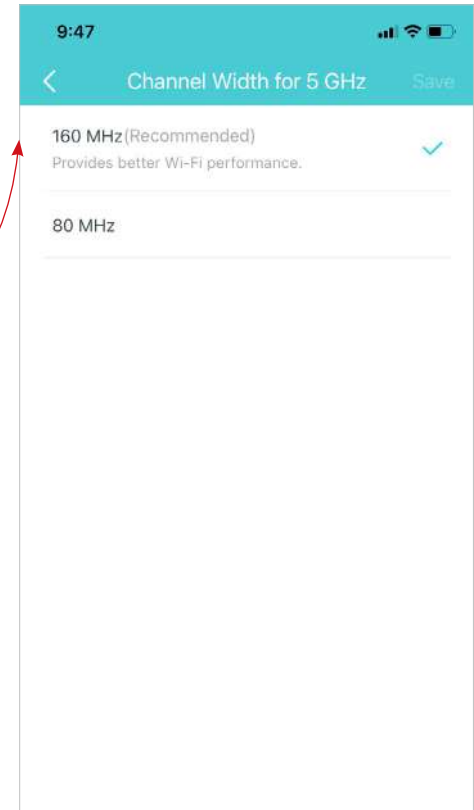 9:47
Channel Width for 5 GHz Save
160 MHz(Recommended)
Provides better Wi-Fi performance.
80 MHz